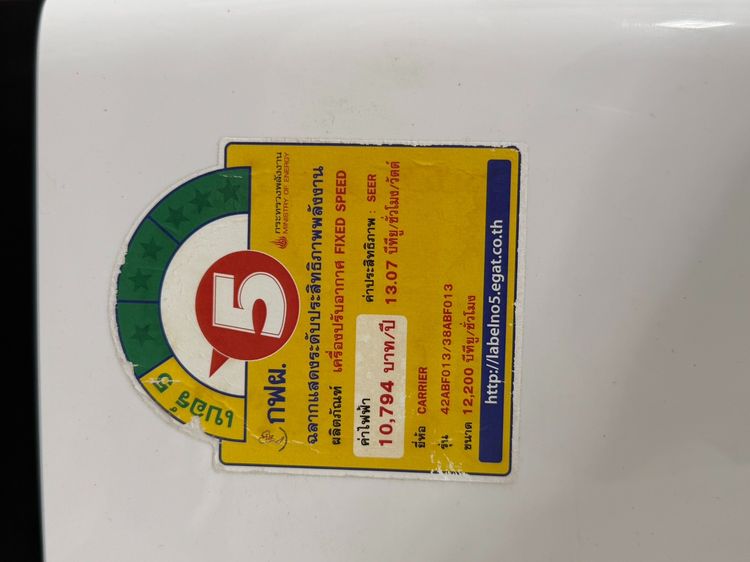 เบอร์ 5
5
กฟผ.
กระทรวงพลังงาน
MINISTRY OF ENERGY
ฉลากแสดงระดับประสิทธิภาพพลังงาน
ผลิตภัณฑ์ เครื่องปรับอากาศ FIXED SPEED
ค่าไฟฟ้า
10,794 บาท/ปี
ค่าประสิทธิภาพ : SEER
13.07 บีทียู/ชั่วโมง/วัตต์
ยี่ห้อ CARRIER
รุ่น 42ABF013/38ABF013
ขนาด 12,200 บีทียู/ชั่วโมง
http://labelno5.egat.co.th